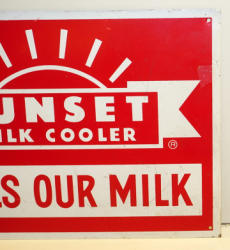 UNSET
ILK COOLER
®
S OUR MILK